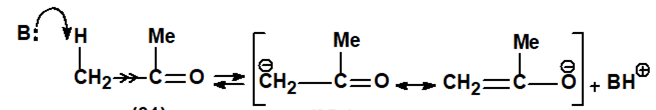 B: H Me Me Me
CH2 C=O ⊖CH2 C=O CH2=C O⊖ + BH⊕